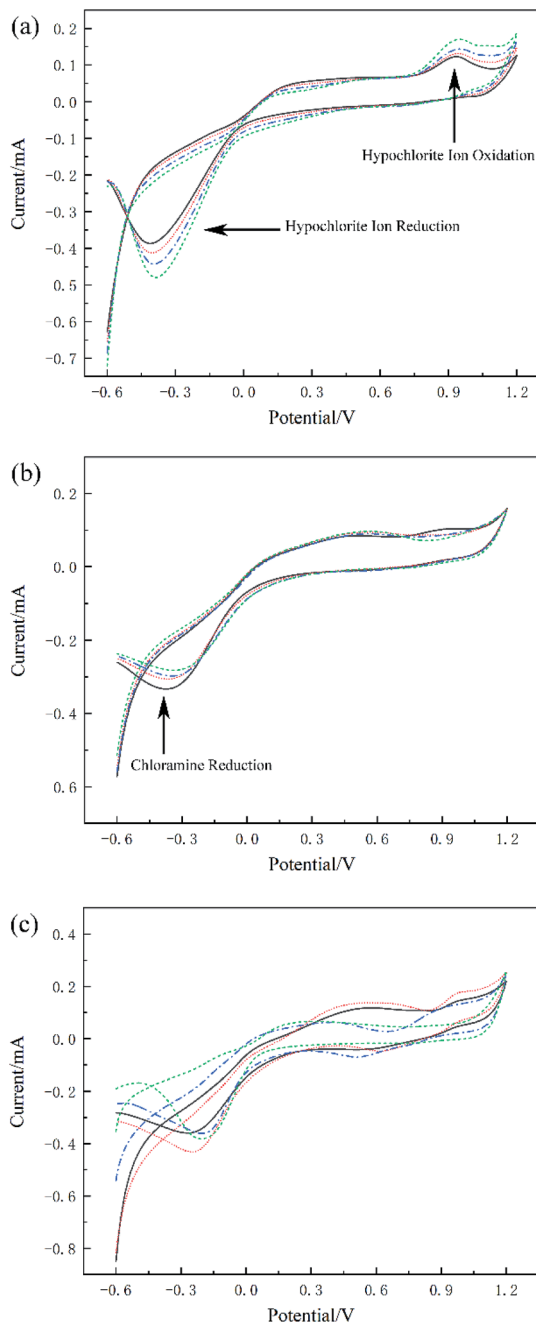 (a)
0.2
0.1
0.0
-0.1
-0.2
-0.3
-0.4
-0.5
-0.6
-0.7
Current/mA
Hypochlorite Ion Oxidation
Hypochlorite Ion Reduction
-0.6 -0.3 0.0 0.3 0.6 0.9 1.2
Potential/V
(b)
0.2
0.0
-0.2
-0.4
0.6
Current/mA
Chloramine Reduction
-0.6 -0.3 0.0 0.3 0.6 0.9 1.2
Potential/V
(c)
0.4
0.2
0.0
-0.2
-0.4
-0.6
-0.8
Current/mA
-0.6 -0.3 0.0 0.3 0.6 0.9 1.2
Potential/V